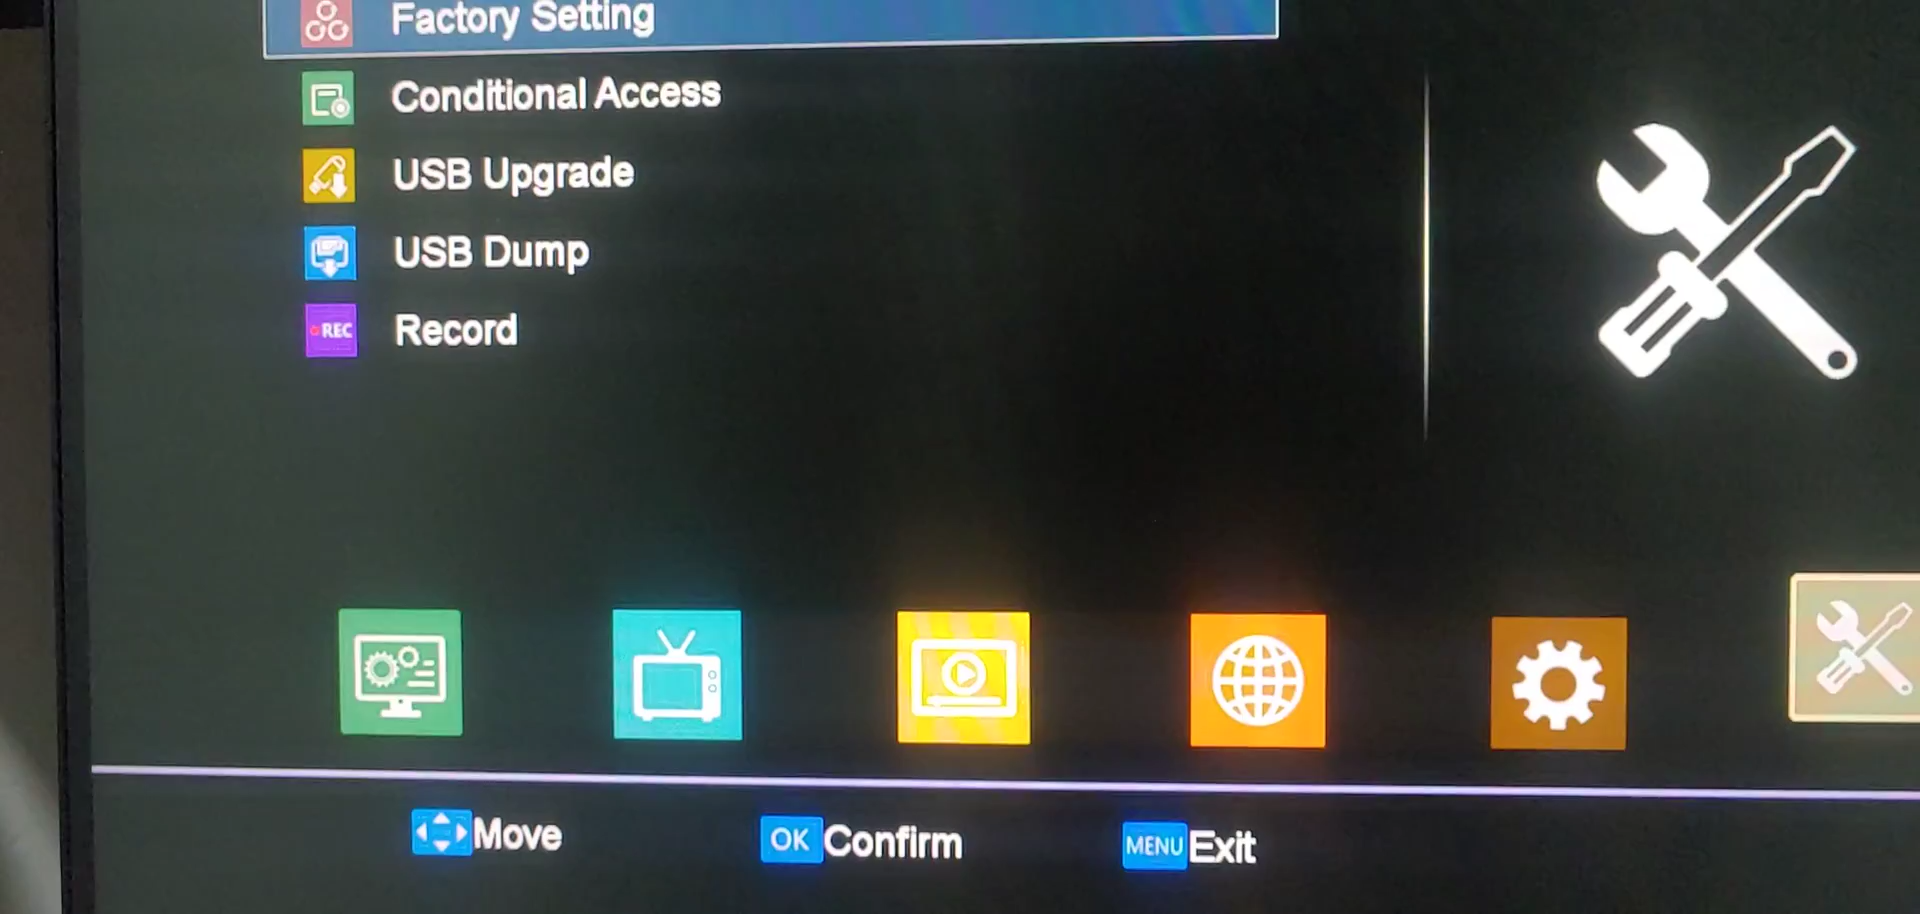 Factory Setting
Conditional Access
USB Upgrade
USB Dump
REC Record
Move OK Confirm MENU Exit